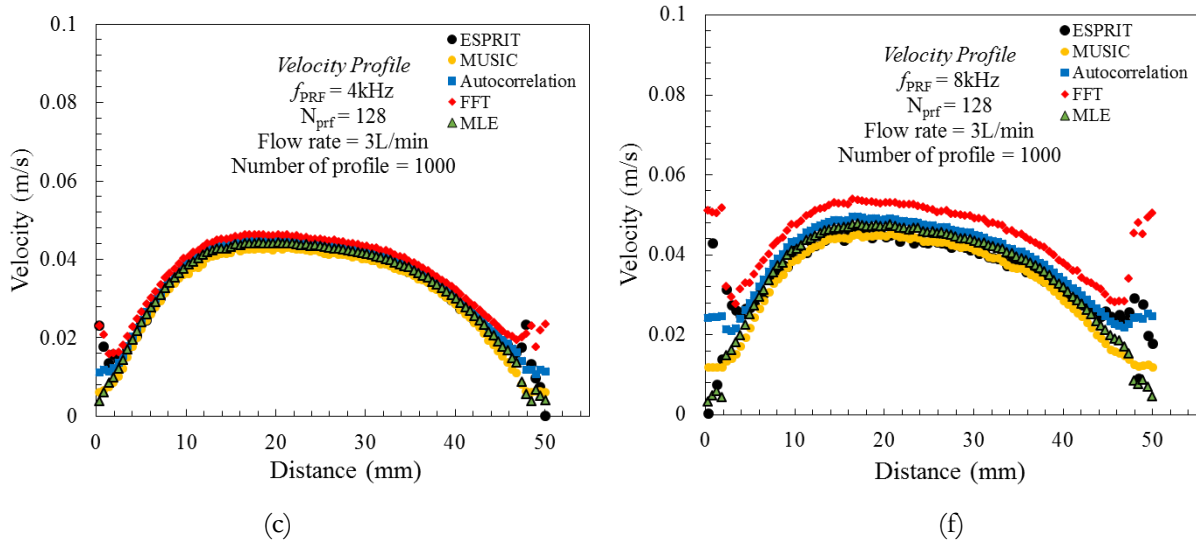 0.1
0.08
0.06
0.04
0.02
0
Velocity (m/s)
Velocity Profile
fPRF = 4kHz
Nprf = 128
Flow rate = 3L/min
Number of profile = 1000
ESPRIT
MUSIC
Autocorrelation
FFT
MLE
0 10 20 30 40 50
Distance (mm)
(c)
0.1
0.08
0.06
0.04
0.02
0
Velocity (m/s)
Velocity Profile
fPRF = 8kHz
Nprf = 128
Flow rate = 3L/min
Number of profile = 1000
ESPRIT
MUSIC
Autocorrelation
FFT
MLE
0 10 20 30 40 50
Distance (mm)
(f)